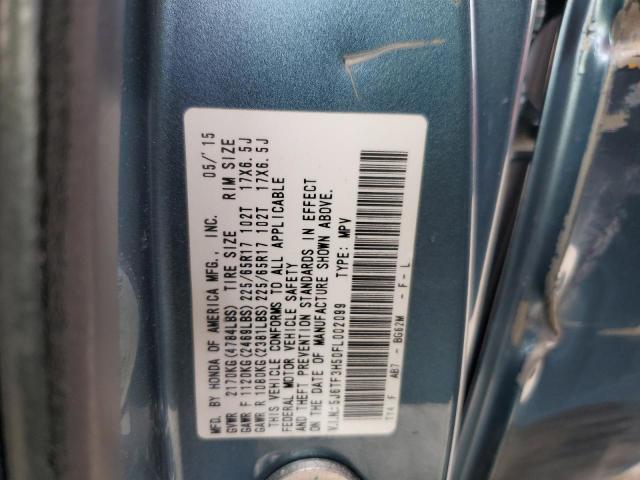 MFD. BY HONDA OF AMERICA MFG., INC. 05/'15
GVWR 2170KG(4784LBS) TIRE SIZE RIM SIZE
GAWR F 1120KG(2469LBS) 225/65R17 102T 17X6.5J
GAWR R 1080KG(2381LBS) 225/65R17 102T 17X6.5J
THIS VEHICLE CONFORMS TO ALL APPLICABLE
FEDERAL MOTOR VEHICLE SAFETY
AND THEFT PREVENTION STANDARDS IN EFFECT
ON THE DATE OF MANUFACTURE SHOWN ABOVE.
V.I.N.: 5J6TF3H50FL002099 TYPE: MPV
TY4 F AB7 BG62M - F - L